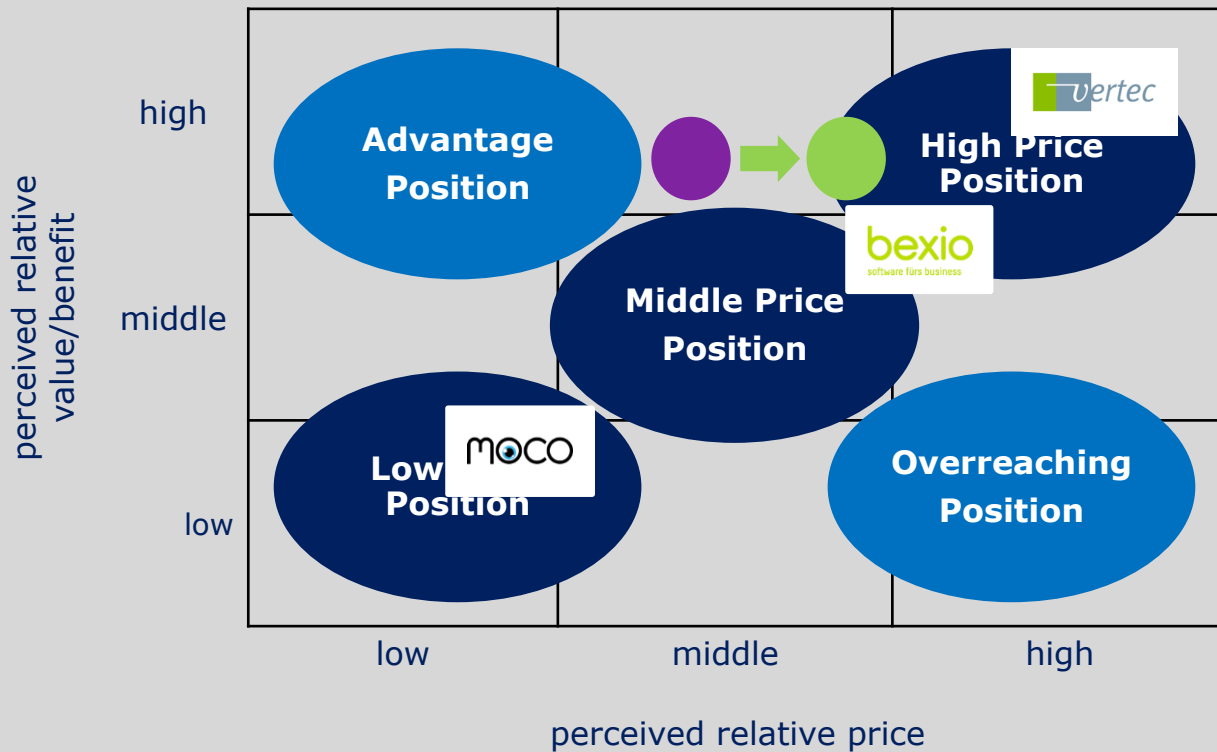 perceived relative
value/benefit
high
middle
low
Advantage
Position
vertec
High Price
Position
bexio
software fürs business
Middle Price
Position
moco
Low
Position
Overreaching
Position
low
middle
high
perceived relative price